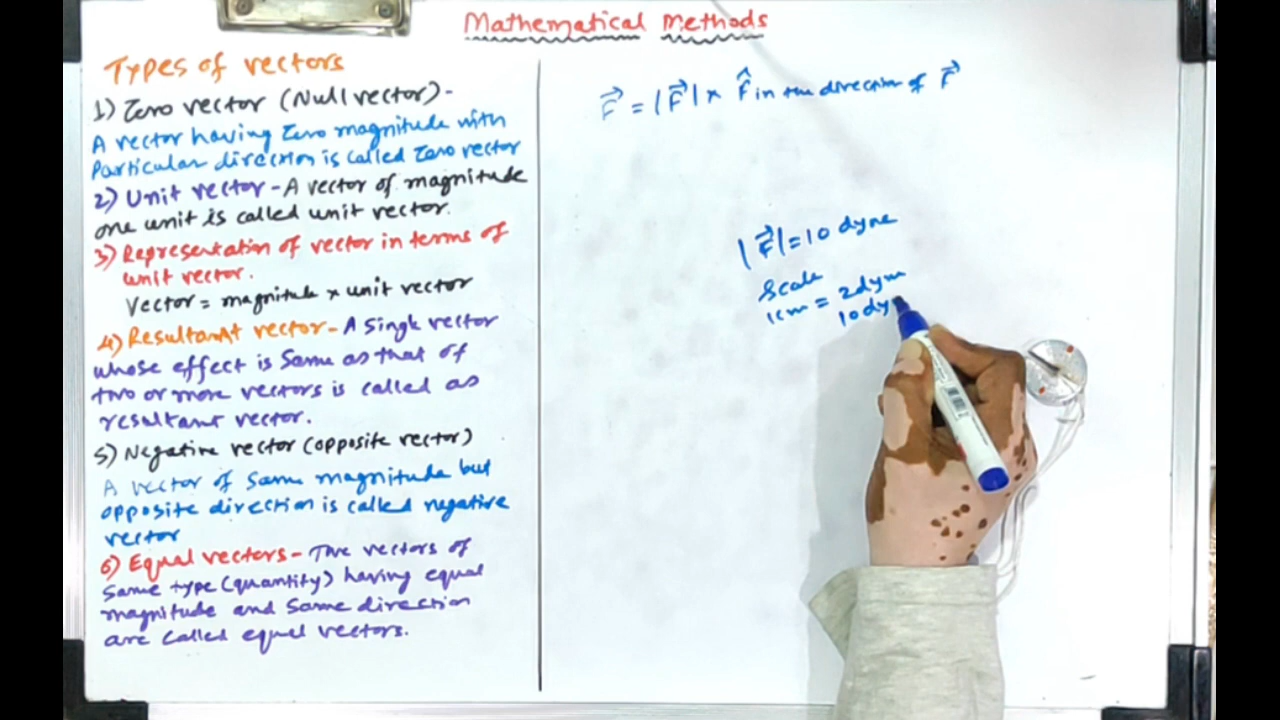 Mathematical Methods
Types of vectors
1) Zero vector (Null vector)-
A vector having Zero magnitude with
Particular direction is called Zero vector
2) Unit vector - A vector of magnitude
one unit is called unit vector.
3) Representation of vector in terms of
unit vector.
Vector = magnitude × unit vector
4) Resultant vector - A single vector
whose effect is same as that of
two or more vectors is called as
resultant vector.
5) Negative vector (opposite vector)
A vector of same magnitude but
opposite direction is called negative
vector
6) Equal vectors - Two vectors of
same type (quantity) having equal
magnitude and same direction
are called equal vectors.
F⃗ = |F⃗| × F̂ in the direction of F⃗
|F⃗| = 10 dyne
Scale
1cm = 2dyne
10dy